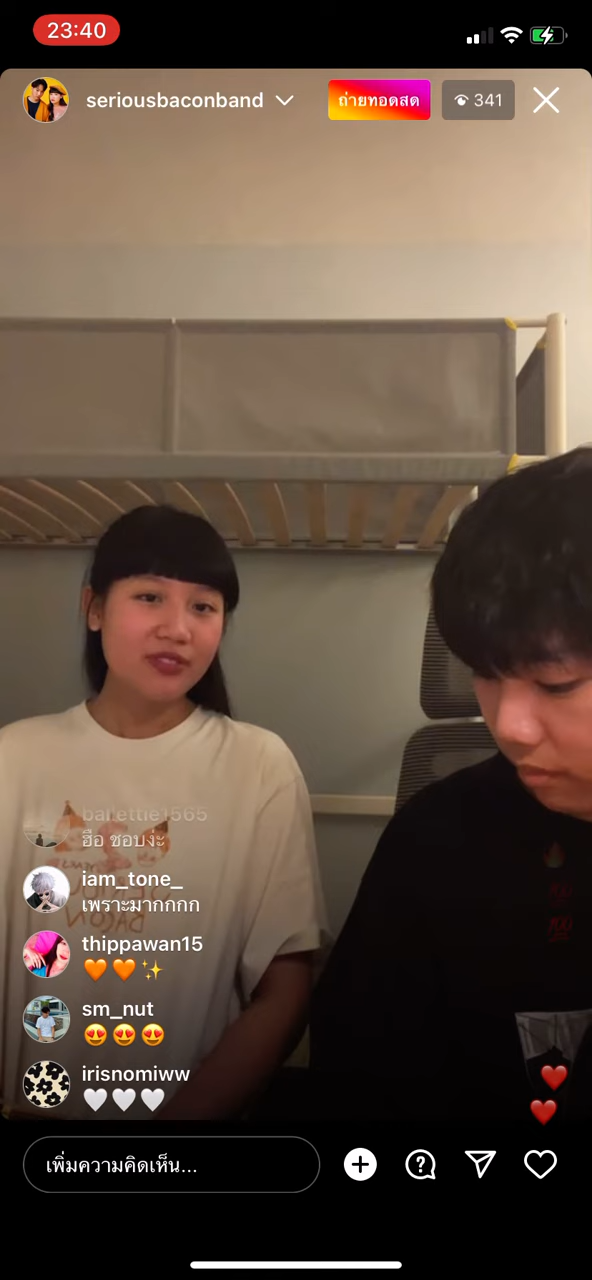 23:40
seriousbaconband
ถ่ายทอดสด
341
ballettie1565
ฮือ ชอบง่ะ
iam_tone_
เพราะมากกกก
thippawan15
🧡🧡✨
sm_nut
😍😍😍
irisnomiww
🤍🤍🤍
เพิ่มความคิดเห็น...